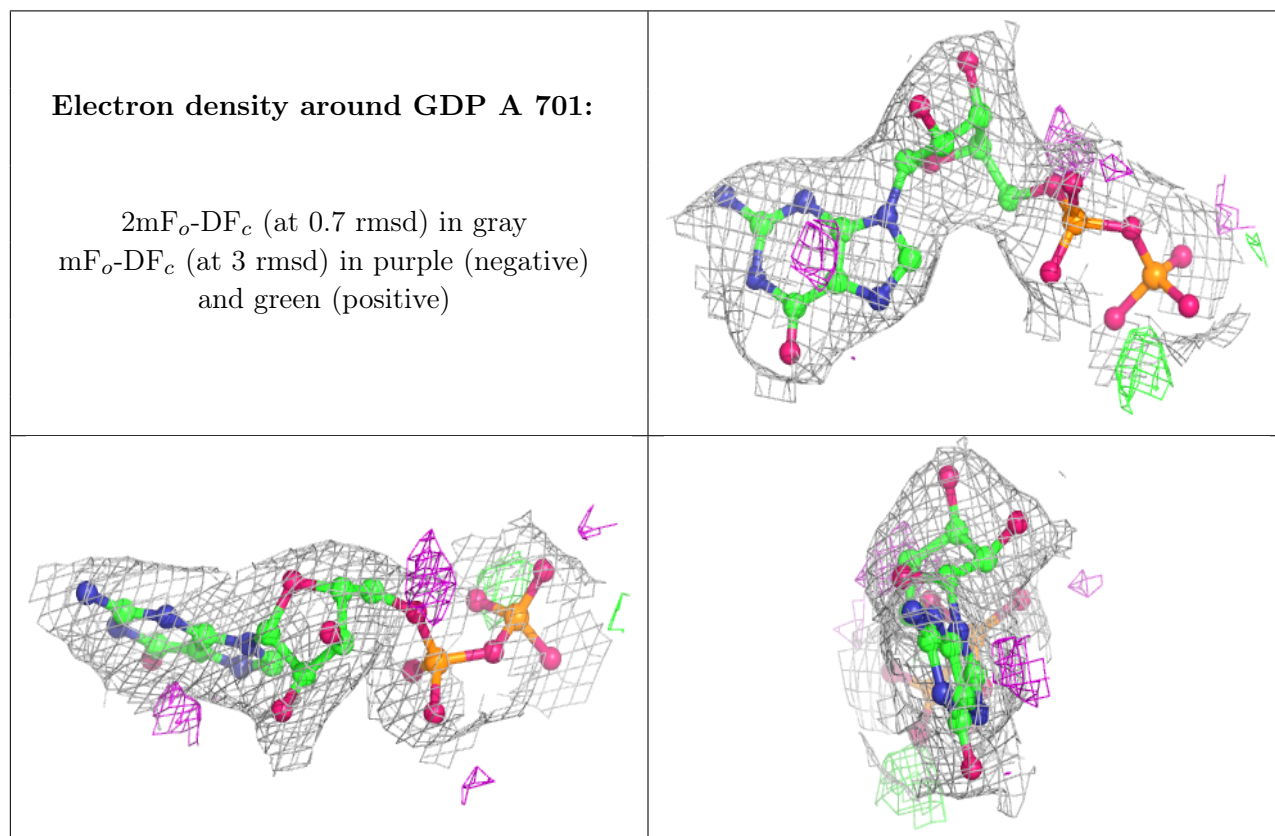 Electron density around GDP A 701:
2mFₒ-DF𝒸 (at 0.7 rmsd) in gray
mFₒ-DF𝒸 (at 3 rmsd) in purple (negative)
and green (positive)